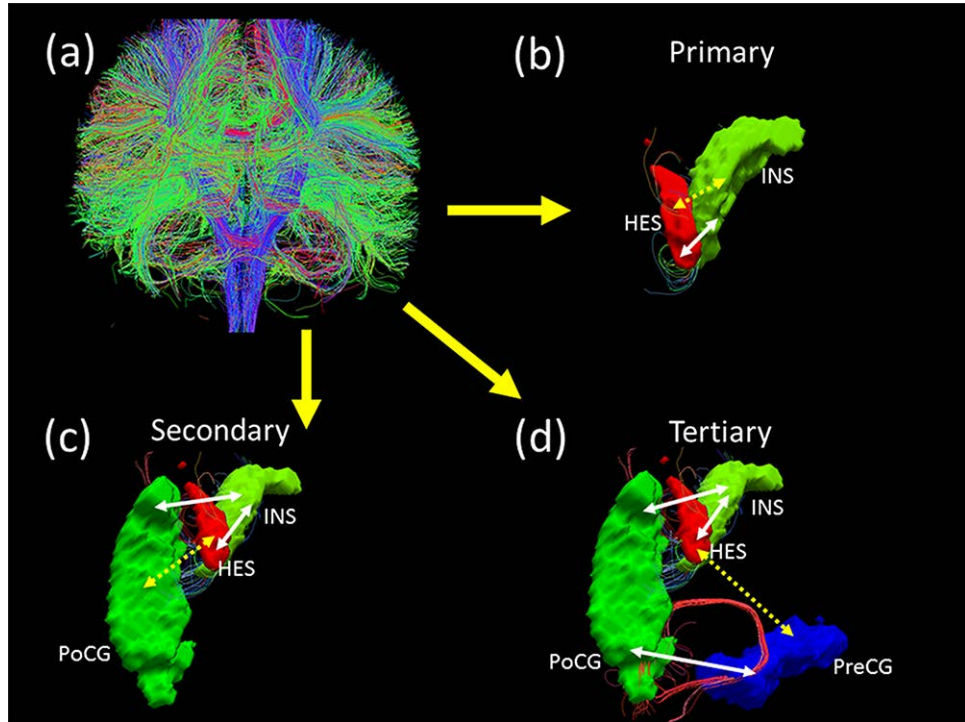 (a)
(b)
Primary
INS
HES
(c)
Secondary
INS
HES
PoCG
(d)
Tertiary
INS
HES
PoCG
PreCG